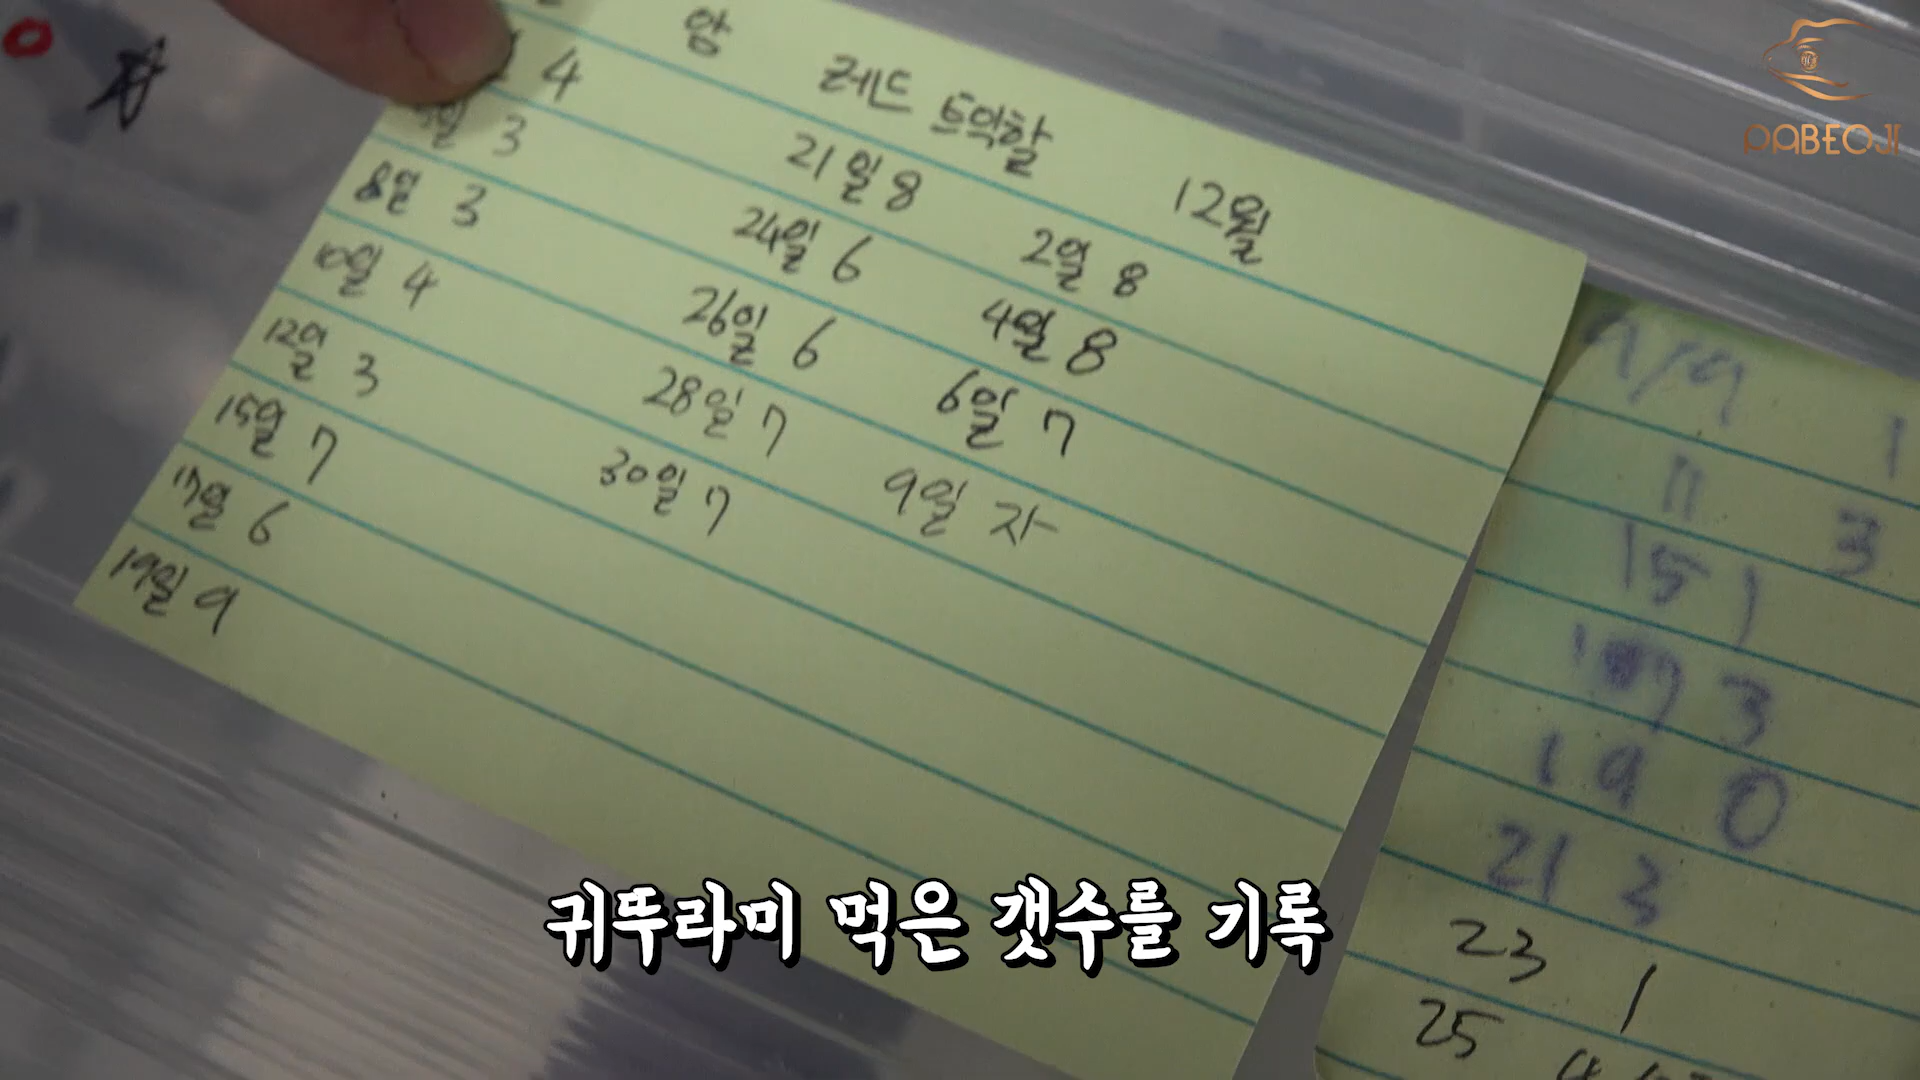 자
암 레드 트익할 12월
4
3
8일 3
10일 4
12일 3
15일 7
17일 6
19일 9
21일 8
24일 6
26일 6
28일 7
30일 7
2일 8
4일 8
6일 7
9일 자
1/9 1
11 3
15 1
17 3
19 0
21 3
23 1
25
귀뚜라미 먹은 갯수를 기록
PABEOJI